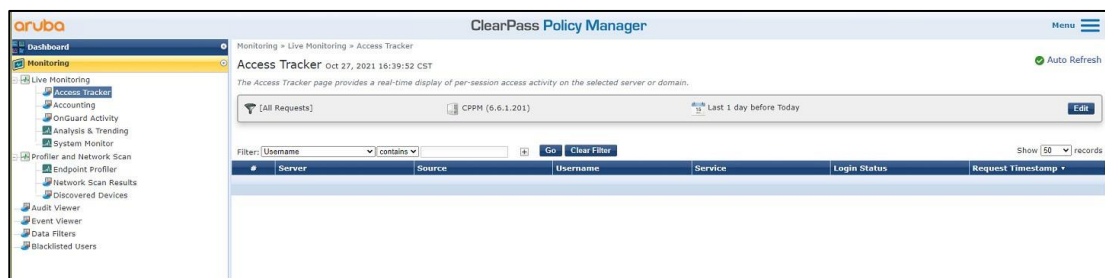 aruba
ClearPass Policy Manager
Menu
Dashboard
Monitoring
Live Monitoring
Access Tracker
Accounting
OnGuard Activity
Analysis & Trending
System Monitor
Profiler and Network Scan
Endpoint Profiler
Network Scan Results
Discovered Devices
Audit Viewer
Event Viewer
Data Filters
Blacklisted Users
Monitoring » Live Monitoring » Access Tracker
Access Tracker Oct 27, 2021 16:39:52 CST
Auto Refresh
The Access Tracker page provides a real-time display of per-session access activity on the selected server or domain.
[All Requests] CPPM (6.6.1.201) Last 1 day before Today Edit
Filter: Username contains Go Clear Filter Show 50 records
# Server Source Username Service Login Status Request Timestamp